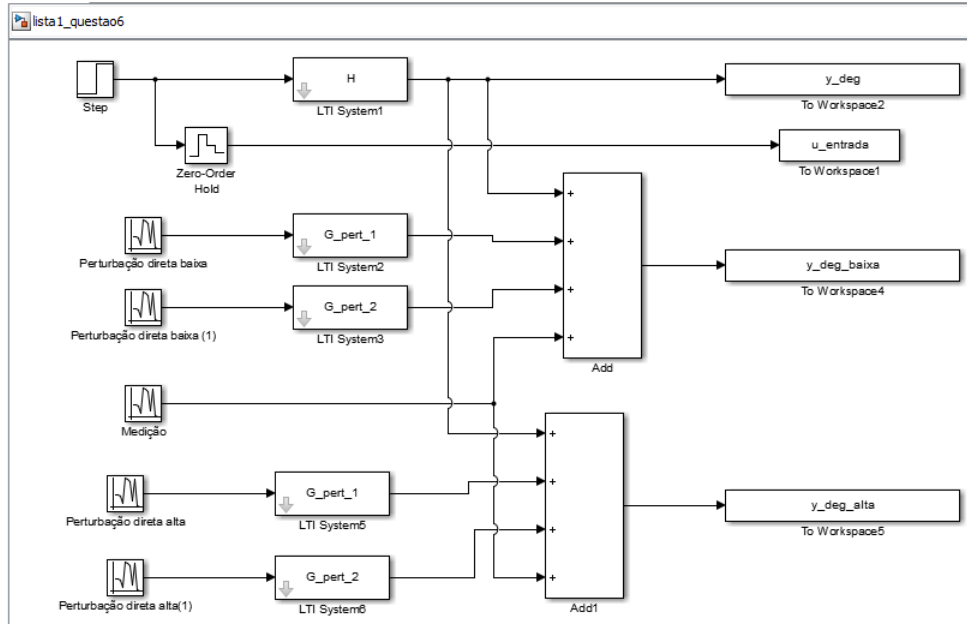 lista1_questao6
Step
H
LTI System1
y_deg
To Workspace2
Zero-Order
Hold
u_entrada
To Workspace1
+
+
+
+
Add
Perturbação direta baixa
G_pert_1
LTI System2
y_deg_baixa
To Workspace4
Perturbação direta baixa (1)
G_pert_2
LTI System3
Medição
+
+
+
+
Add1
Perturbação direta alta
G_pert_1
LTI System5
y_deg_alta
To Workspace5
Perturbação direta alta(1)
G_pert_2
LTI System6